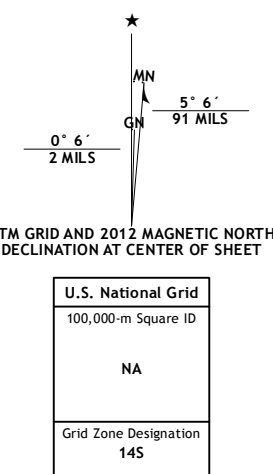 ★
MN
GN
5° 6´
91 MILS
0° 6´
2 MILS
TM GRID AND 2012 MAGNETIC NORTH
DECLINATION AT CENTER OF SHEET
U.S. National Grid
100,000-m Square ID
NA
Grid Zone Designation
14S